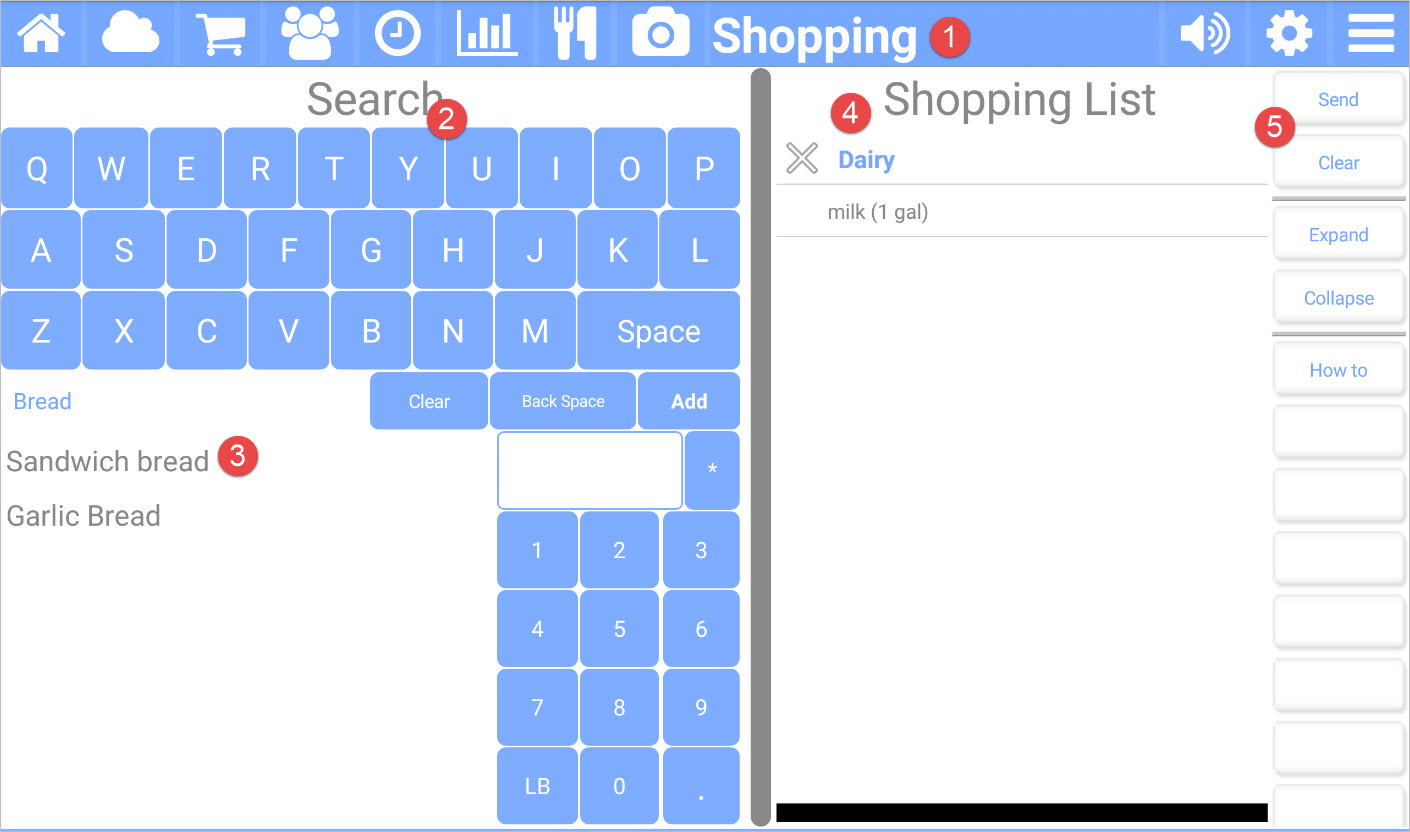 Shopping 1
Search 2
Q W E R T Y U I O P
A S D F G H J K L
Z X C V B N M Space
Bread Clear Back Space Add
Sandwich bread 3
Garlic Bread
*
1 2 3
4 5 6
7 8 9
LB 0 .
4 Shopping List
Dairy
milk (1 gal)
Send
5
Clear
Expand
Collapse
How to